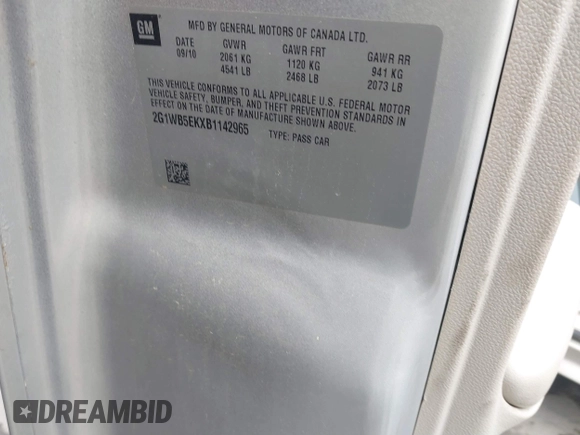 GM
MFD BY GENERAL MOTORS OF CANADA LTD.
DATE GVWR GAWR FRT GAWR RR
09/10 2061 KG 1120 KG 941 KG
4541 LB 2468 LB 2073 LB
THIS VEHICLE CONFORMS TO ALL APPLICABLE U.S. FEDERAL MOTOR
VEHICLE SAFETY, BUMPER, AND THEFT PREVENTION STANDARDS IN
EFFECT ON THE DATE OF MANUFACTURE SHOWN ABOVE.
2G1WB5EKXB1142965 TYPE: PASS CAR
DREAMBID